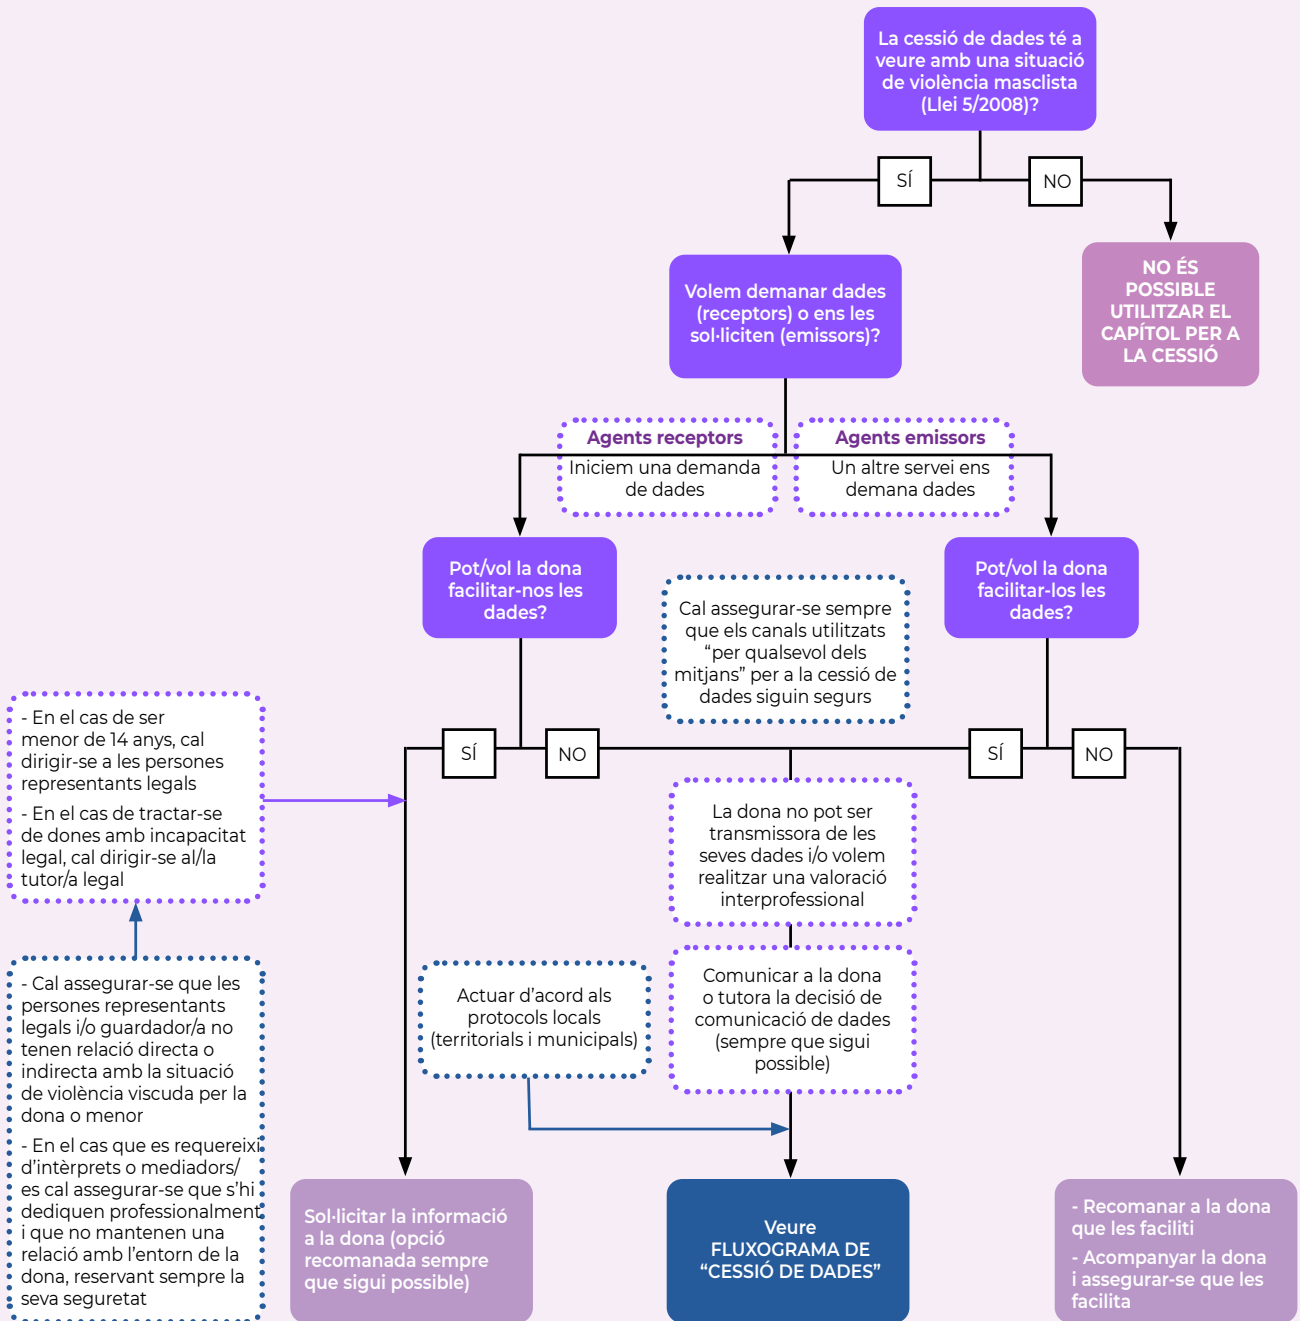 La cessió de dades té a
veure amb una situació
de violència masclista
(Llei 5/2008)?
SÍ
NO
NO ÉS
POSSIBLE
UTILITZAR EL
CAPÍTOL PER A
LA CESSIÓ
Volem demanar dades
(receptors) o ens les
sol·liciten (emissors)?
Agents receptors
Iniciem una demanda
de dades
Agents emissors
Un altre servei ens
demana dades
Pot/vol la dona
facilitar-nos les
dades?
Cal assegurar-se sempre
que els canals utilitzats
“per qualsevol dels
mitjans” per a la cessió de
dades siguin segurs
Pot/vol la dona
facilitar-los les
dades?
- En el cas de ser
menor de 14 anys, cal
dirigir-se a les persones
representants legals
- En el cas de tractar-se
de dones amb incapacitat
legal, cal dirigir-se al/la
tutor/a legal
SÍ
NO
SÍ
NO
La dona no pot ser
transmissora de les
seves dades i/o volem
realitzar una valoració
interprofessional
- Cal assegurar-se que les
persones representants
legals i/o guardador/a no
tenen relació directa o
indirecta amb la situació
de violència viscuda per la
dona o menor
- En el cas que es requereixi
d’intèrprets o mediadors/
es cal assegurar-se que s’hi
dediquen professionalment
i que no mantenen una
relació amb l’entorn de la
dona, reservant sempre la
seva seguretat
Actuar d’acord als
protocols locals
(territorials i municipals)
Comunicar a la dona
o tutora la decisió de
comunicació de dades
(sempre que sigui
possible)
Sol·licitar la informació
a la dona (opció
recomanada sempre
que sigui possible)
Veure
FLUXOGRAMA DE
“CESSIÓ DE DADES”
- Recomanar a la dona
que les faciliti
- Acompanyar la dona
i assegurar-se que les
facilita